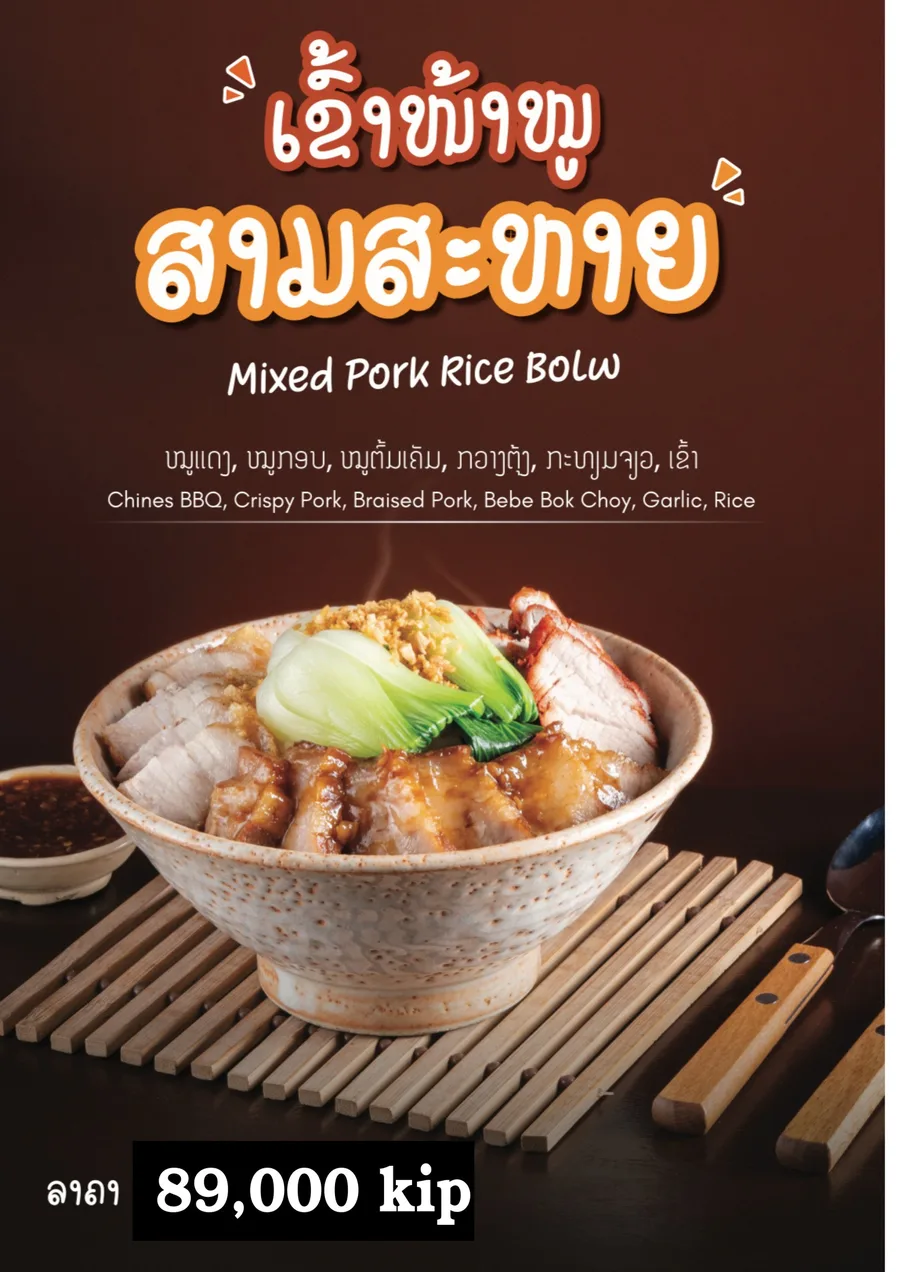 ເຂົ້າໜ້າໝູ
ສາມສະຫາຍ
Mixed Pork Rice Bolw
ໝູແດງ, ໝູກອບ, ໝູຕົ້ມເຄັມ, ກວາງຕຸ້ງ, ກະທຽມຈຽວ, ເຂົ້າ
Chines BBQ, Crispy Pork, Braised Pork, Bebe Bok Choy, Garlic, Rice
ລາຄາ 89,000 kip